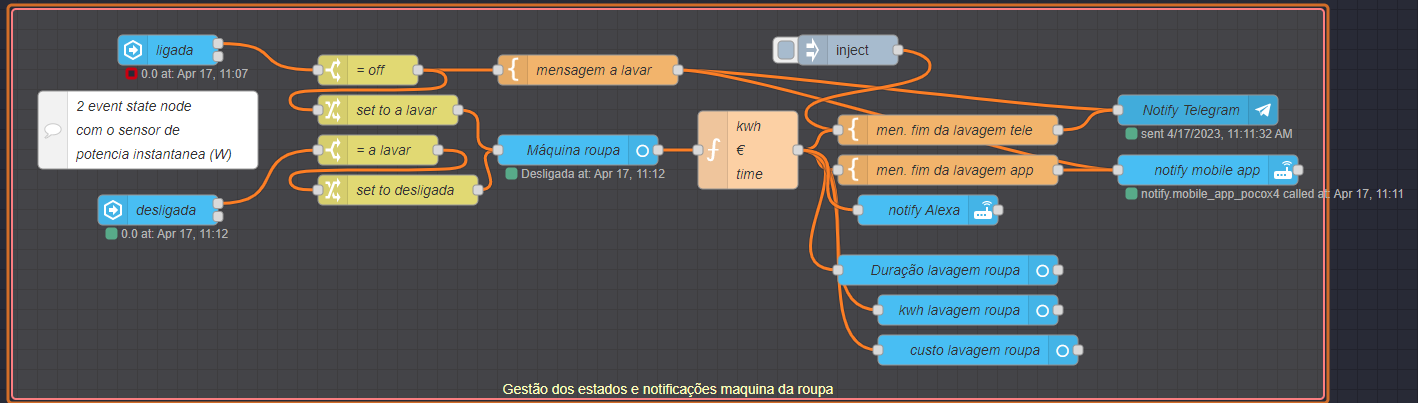 ligada
0.0 at: Apr 17, 11:07
2 event state node
com o sensor de
potencia instantanea (W)
desligada
0.0 at: Apr 17, 11:12
= off
set to a lavar
= a lavar
set to desligada
mensagem a lavar
Máquina roupa
Desligada at: Apr 17, 11:12
kwh
€
time
inject
men. fim da lavagem tele
men. fim da lavagem app
notify Alexa
Duração lavagem roupa
kwh lavagem roupa
custo lavagem roupa
Notify Telegram
sent 4/17/2023, 11:11:32 AM
notify mobile app
notify.mobile_app_pocox4 called at: Apr 17, 11:11
Gestão dos estados e notificações maquina da roupa